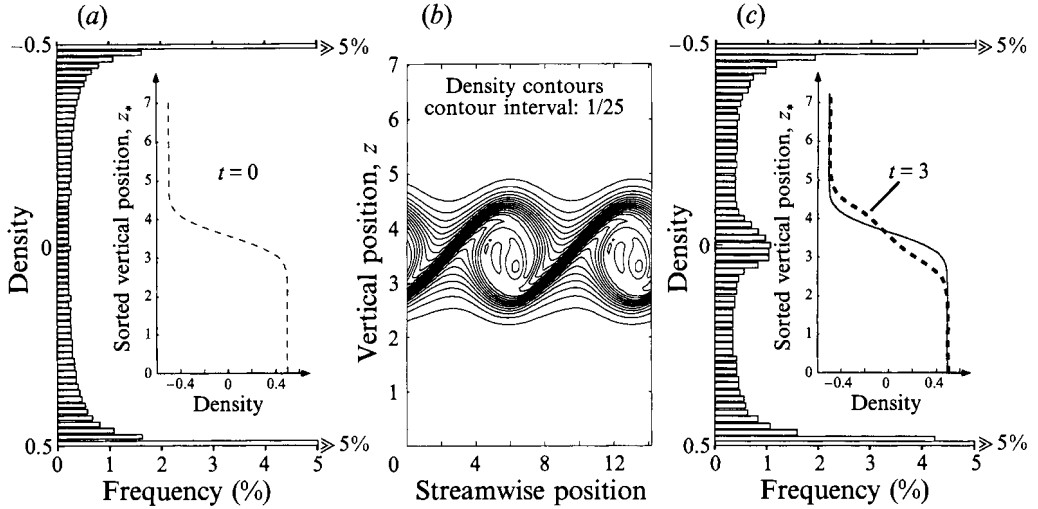 (a)
(b)
(c)
−0.5
5%
Density
0
0.5
5%
0 1 2 3 4 5
Frequency (%)
Sorted vertical position, z*
7
6
5
4
3
2
1
0
−0.4 0 0.4
Density
t = 0
Vertical position, z
7
6
5
4
3
2
1
0 4 8 12
Streamwise position
Density contours
contour interval: 1/25
−0.5
5%
Density
0
0.5
5%
0 1 2 3 4 5
Frequency (%)
Sorted vertical position, z*
7
6
5
4
3
2
1
0
−0.4 0 0.4
Density
t = 3